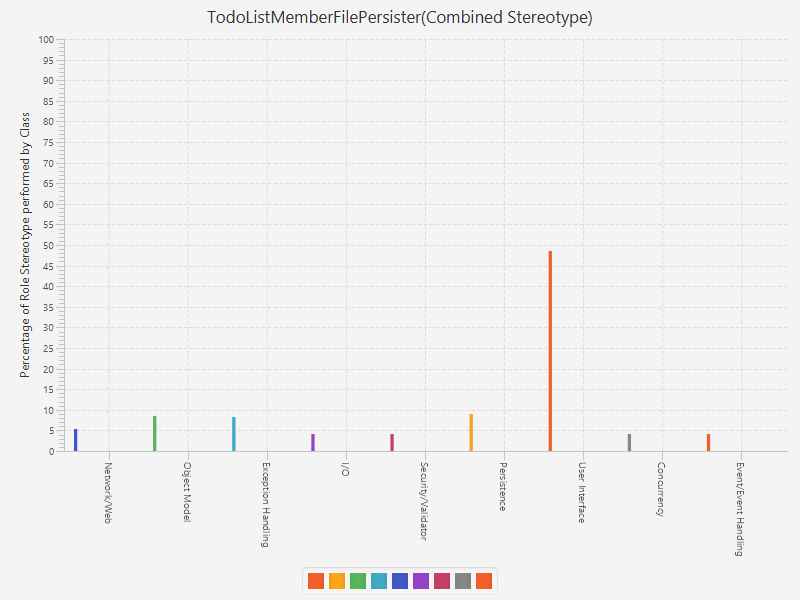 TodoListMemberFilePersister(Combined Stereotype)
Percentage of Role Stereotype performed by Class
100
95
90
85
80
75
70
65
60
55
50
45
40
35
30
25
20
15
10
5
0
Network/Web
Object Model
Exception Handling
I/O
Security/Validator
Persistence
User Interface
Concurrency
Event/Event Handling